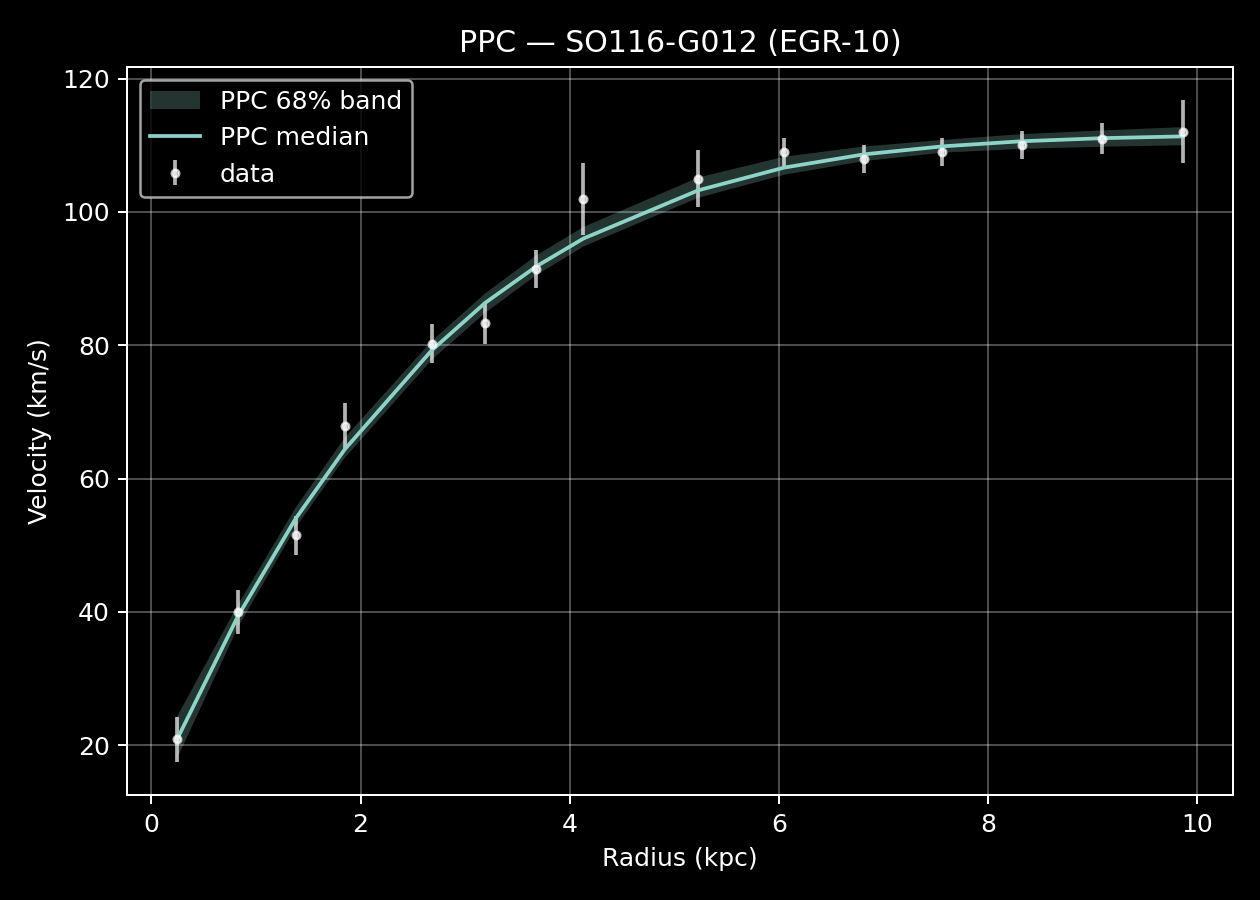 PPC — SO116-G012 (EGR-10)
PPC 68% band
PPC median
data
Velocity (km/s)
120
100
80
60
40
20
0 2 4 6 8 10
Radius (kpc)